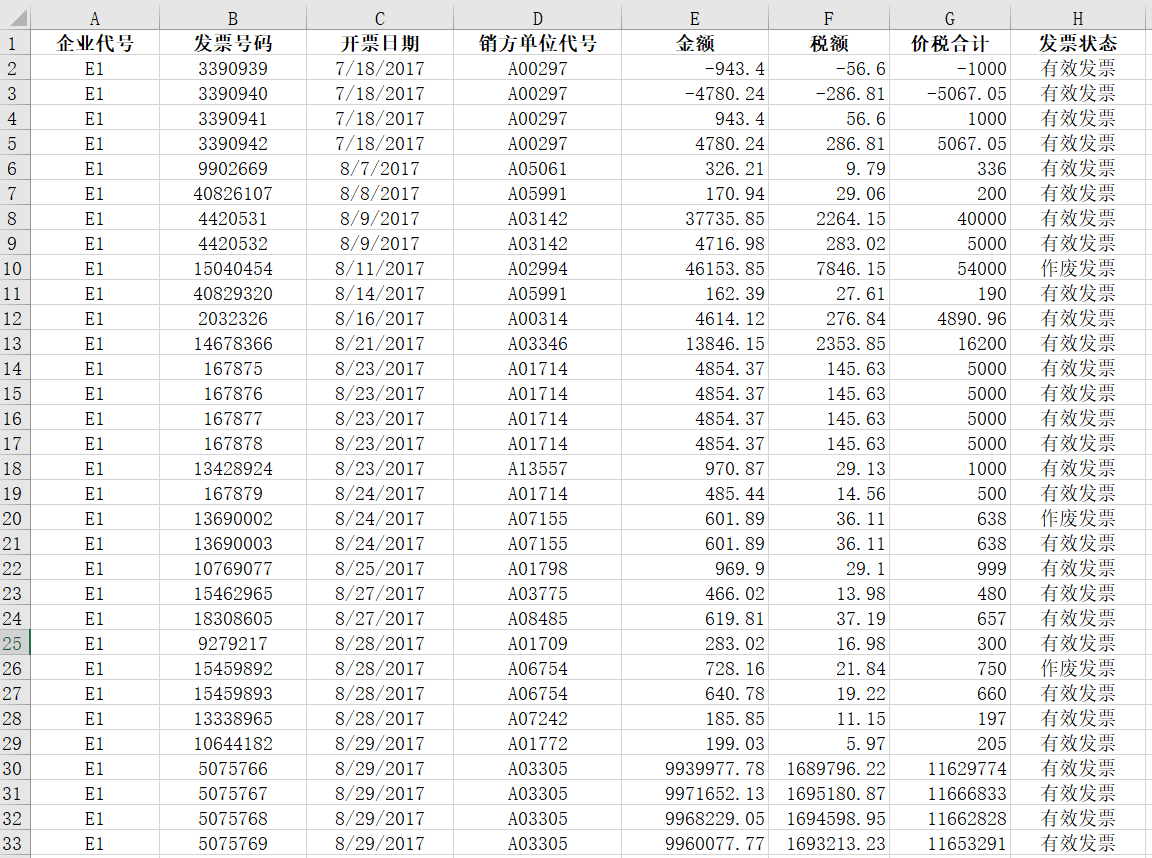 A B C D E F G H
1 企业代号 发票号码 开票日期 销方单位代号 金额 税额 价税合计 发票状态
2 E1 3390939 7/18/2017 A00297 -943.4 -56.6 -1000 有效发票
3 E1 3390940 7/18/2017 A00297 -4780.24 -286.81 -5067.05 有效发票
4 E1 3390941 7/18/2017 A00297 943.4 56.6 1000 有效发票
5 E1 3390942 7/18/2017 A00297 4780.24 286.81 5067.05 有效发票
6 E1 9902669 8/7/2017 A05061 326.21 9.79 336 有效发票
7 E1 40826107 8/8/2017 A05991 170.94 29.06 200 有效发票
8 E1 4420531 8/9/2017 A03142 37735.85 2264.15 40000 有效发票
9 E1 4420532 8/9/2017 A03142 4716.98 283.02 5000 有效发票
10 E1 15040454 8/11/2017 A02994 46153.85 7846.15 54000 作废发票
11 E1 40829320 8/14/2017 A05991 162.39 27.61 190 有效发票
12 E1 2032326 8/16/2017 A00314 4614.12 276.84 4890.96 有效发票
13 E1 14678366 8/21/2017 A03346 13846.15 2353.85 16200 有效发票
14 E1 167875 8/23/2017 A01714 4854.37 145.63 5000 有效发票
15 E1 167876 8/23/2017 A01714 4854.37 145.63 5000 有效发票
16 E1 167877 8/23/2017 A01714 4854.37 145.63 5000 有效发票
17 E1 167878 8/23/2017 A01714 4854.37 145.63 5000 有效发票
18 E1 13428924 8/23/2017 A13557 970.87 29.13 1000 有效发票
19 E1 167879 8/24/2017 A01714 485.44 14.56 500 有效发票
20 E1 13690002 8/24/2017 A07155 601.89 36.11 638 作废发票
21 E1 13690003 8/24/2017 A07155 601.89 36.11 638 有效发票
22 E1 10769077 8/25/2017 A01798 969.9 29.1 999 有效发票
23 E1 15462965 8/27/2017 A03775 466.02 13.98 480 有效发票
24 E1 18308605 8/27/2017 A08485 619.81 37.19 657 有效发票
25 E1 9279217 8/28/2017 A01709 283.02 16.98 300 有效发票
26 E1 15459892 8/28/2017 A06754 728.16 21.84 750 作废发票
27 E1 15459893 8/28/2017 A06754 640.78 19.22 660 有效发票
28 E1 13338965 8/28/2017 A07242 185.85 11.15 197 有效发票
29 E1 10644182 8/29/2017 A01772 199.03 5.97 205 有效发票
30 E1 5075766 8/29/2017 A03305 9939977.78 1689796.22 11629774 有效发票
31 E1 5075767 8/29/2017 A03305 9971652.13 1695180.87 11666833 有效发票
32 E1 5075768 8/29/2017 A03305 9968229.05 1694598.95 11662828 有效发票
33 E1 5075769 8/29/2017 A03305 9960077.77 1693213.23 11653291 有效发票